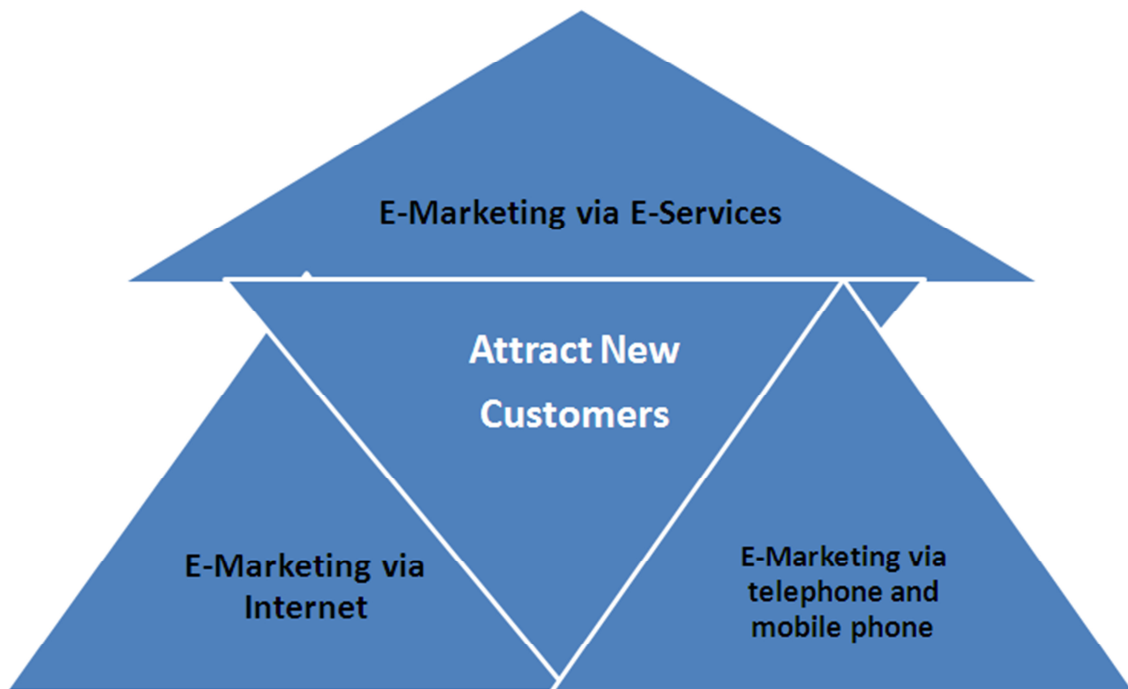 E-Marketing via E-Services
Attract New
Customers
E-Marketing via
Internet
E-Marketing via
telephone and
mobile phone